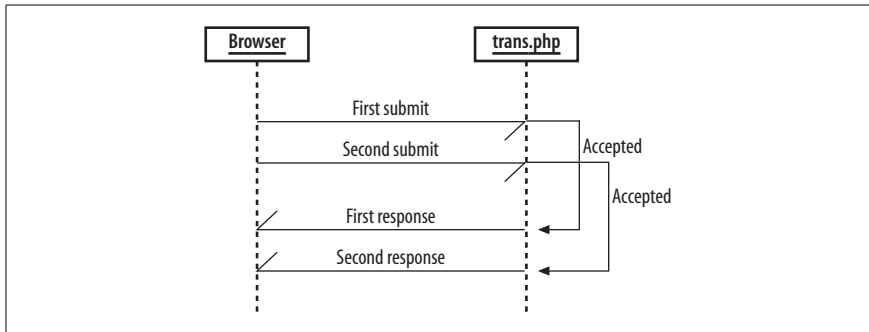 Browser
trans.php
First submit
Accepted
Second submit
Accepted
First response
Second response